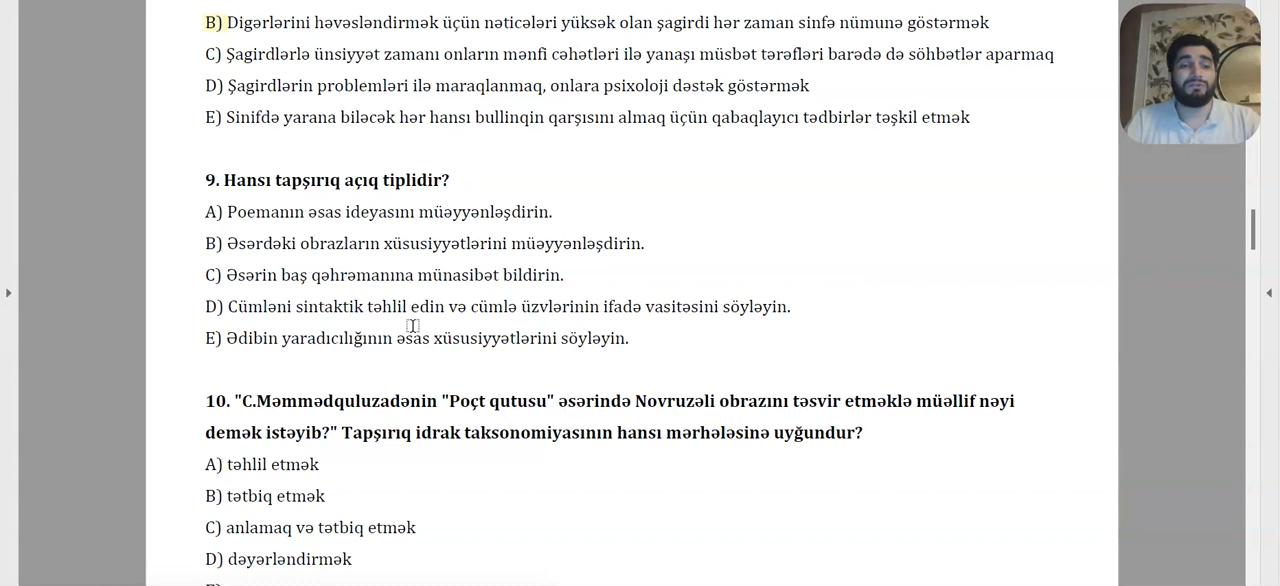 B) Digərlərini həvəsləndirmək üçün nəticələri yüksək olan şagirdi hər zaman sinfə nümunə göstərmək
C) Şagirdlərlə ünsiyyət zamanı onların mənfi cəhətləri ilə yanaşı müsbət tərəfləri barədə də söhbətlər aparmaq
D) Şagirdlərin problemləri ilə maraqlanmaq, onlara psixoloji dəstək göstərmək
E) Sinifdə yarana biləcək hər hansı bullinqin qarşısını almaq üçün qabaqlayıcı tədbirlər təşkil etmək
9. Hansı tapşırıq açıq tiplidir?
A) Poemanın əsas ideyasını müəyyənləşdirin.
B) Əsərdəki obrazların xüsusiyyətlərini müəyyənləşdirin.
C) Əsərin baş qəhrəmanına münasibət bildirin.
D) Cümləni sintaktik təhlil edin və cümlə üzvlərinin ifadə vasitəsini söyləyin.
E) Ədibin yaradıcılığının əsas xüsusiyyətlərini söyləyin.
10. "C.Məmmədquluzadənin "Poçt qutusu" əsərində Novruzəli obrazını təsvir etməklə müəllif nəyi
demək istəyib?" Tapşırıq idrak taksonomiyasının hansı mərhələsinə uyğundur?
A) təhlil etmək
B) tətbiq etmək
C) anlamaq və tətbiq etmək
D) dəyərləndirmək